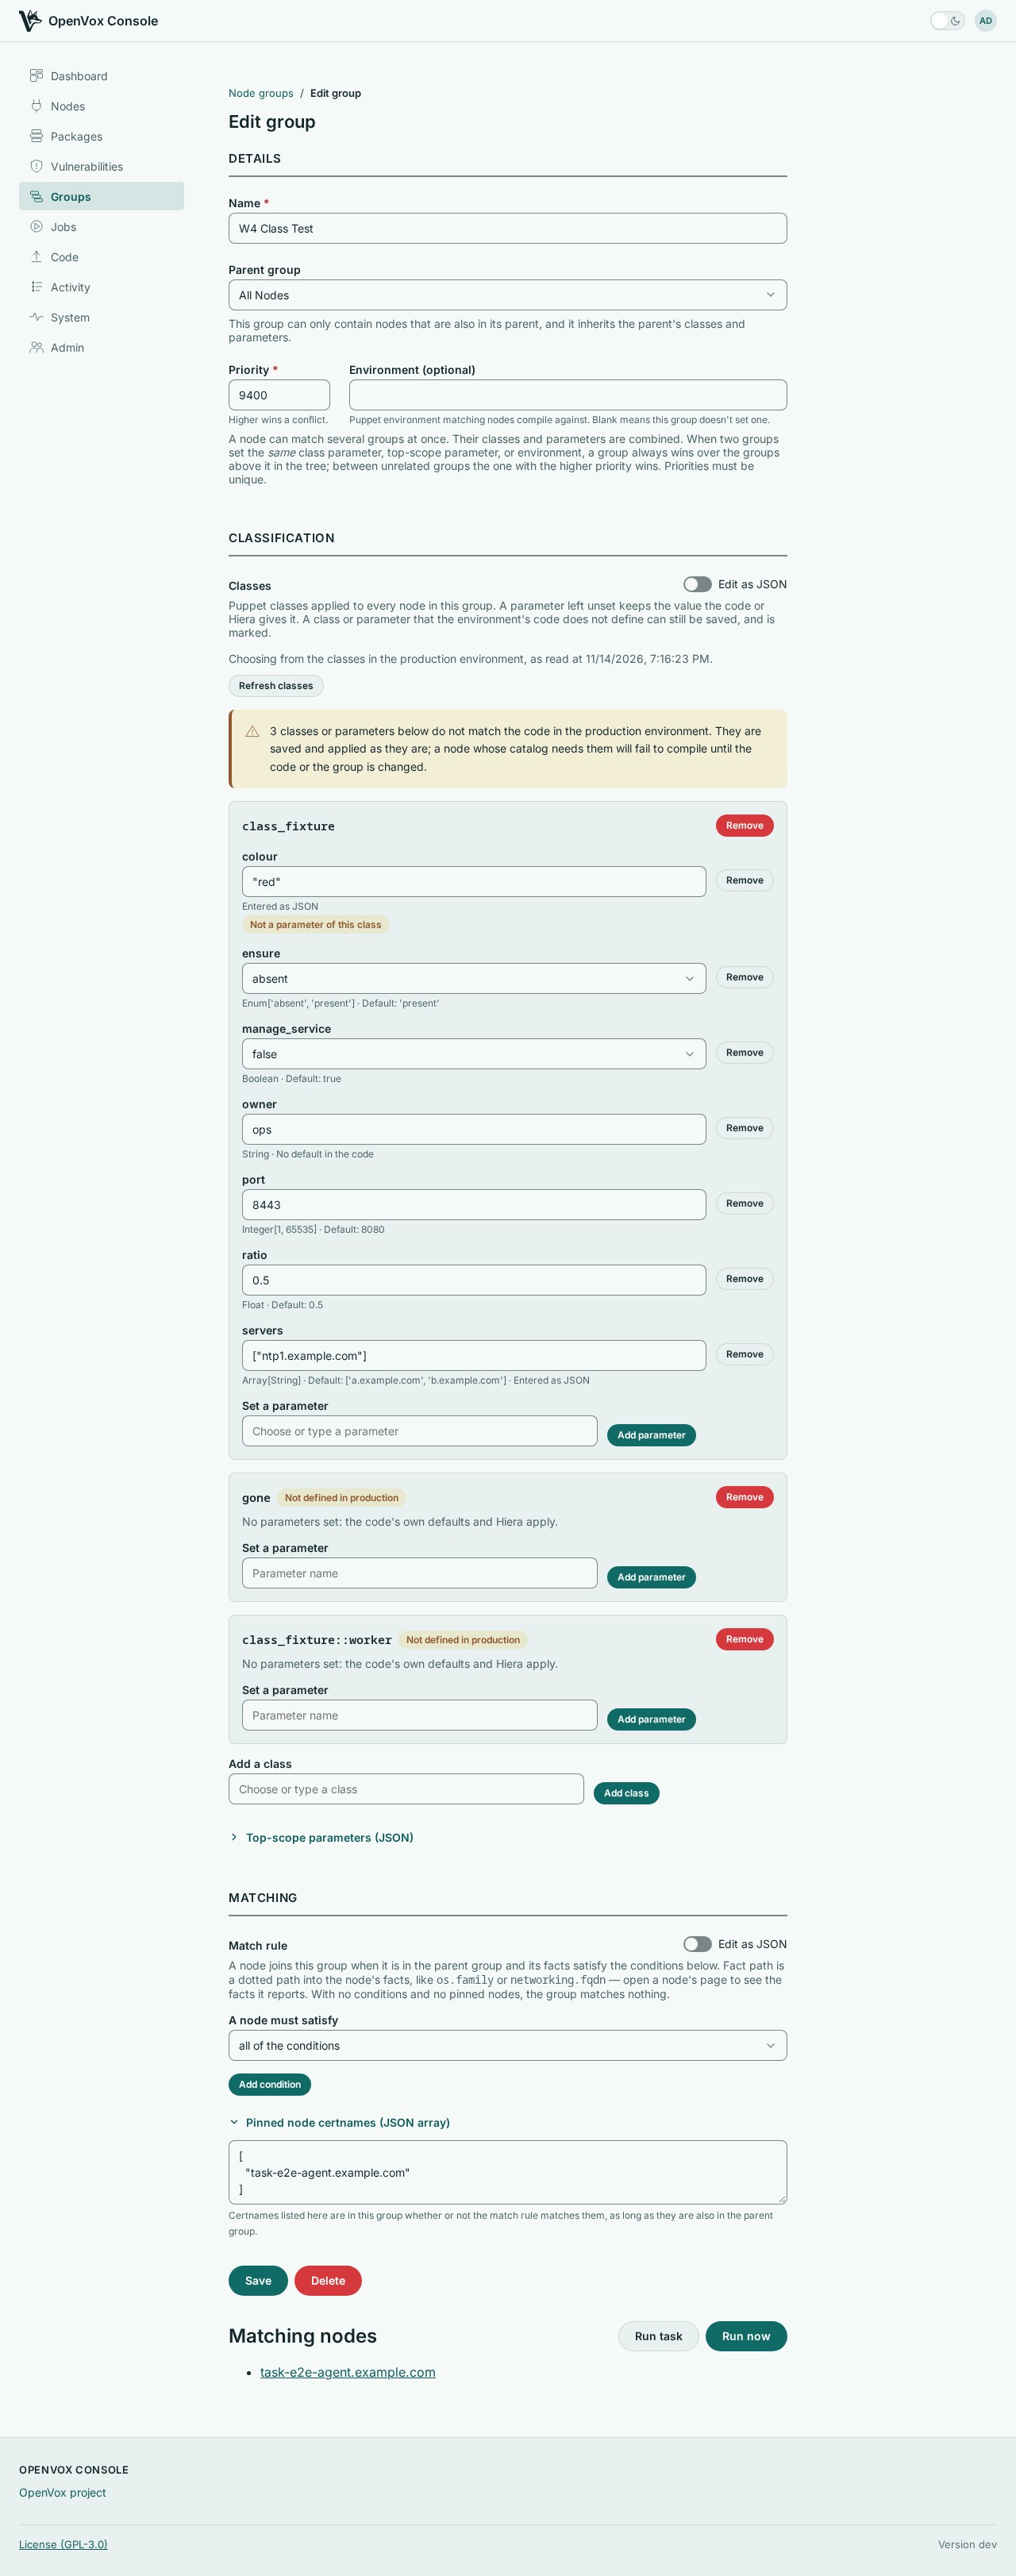 OpenVox Console
AD
Dashboard
Nodes
Packages
Vulnerabilities
Groups
Jobs
Code
Activity
System
Admin
Node groups / Edit group
Edit group
DETAILS
Name *
W4 Class Test
Parent group
All Nodes
This group can only contain nodes that are also in its parent, and it inherits the parent's classes and
parameters.
Priority * Environment (optional)
9400
Higher wins a conflict. Puppet environment matching nodes compile against. Blank means this group doesn't set one.
A node can match several groups at once. Their classes and parameters are combined. When two groups
set the same class parameter, top-scope parameter, or environment, a group always wins over the groups
above it in the tree; between unrelated groups the one with the higher priority wins. Priorities must be
unique.
CLASSIFICATION
Classes Edit as JSON
Puppet classes applied to every node in this group. A parameter left unset keeps the value the code or
Hiera gives it. A class or parameter that the environment's code does not define can still be saved, and is
marked.
Choosing from the classes in the production environment, as read at 11/14/2026, 7:16:23 PM.
Refresh classes
3 classes or parameters below do not match the code in the production environment. They are
saved and applied as they are; a node whose catalog needs them will fail to compile until the
code or the group is changed.
class_fixture Remove
colour
"red" Remove
Entered as JSON
Not a parameter of this class
ensure
absent Remove
Enum['absent', 'present'] · Default: 'present'
manage_service
false Remove
Boolean · Default: true
owner
ops Remove
String · No default in the code
port
8443 Remove
Integer[1, 65535] · Default: 8080
ratio
0.5 Remove
Float · Default: 0.5
servers
["ntp1.example.com"] Remove
Array[String] · Default: ['a.example.com', 'b.example.com'] · Entered as JSON
Set a parameter
Choose or type a parameter Add parameter
gone Not defined in production Remove
No parameters set: the code's own defaults and Hiera apply.
Set a parameter
Parameter name Add parameter
class_fixture::worker Not defined in production Remove
No parameters set: the code's own defaults and Hiera apply.
Set a parameter
Parameter name Add parameter
Add a class
Choose or type a class Add class
Top-scope parameters (JSON)
MATCHING
Match rule Edit as JSON
A node joins this group when it is in the parent group and its facts satisfy the conditions below. Fact path is
a dotted path into the node's facts, like os.family or networking.fqdn — open a node's page to see the
facts it reports. With no conditions and no pinned nodes, the group matches nothing.
A node must satisfy
all of the conditions
Add condition
Pinned node certnames (JSON array)
[
"task-e2e-agent.example.com"
]
Certnames listed here are in this group whether or not the match rule matches them, as long as they are also in the parent
group.
Save Delete
Matching nodes Run task Run now
• task-e2e-agent.example.com
OPENVOX CONSOLE
OpenVox project
License (GPL-3.0) Version dev